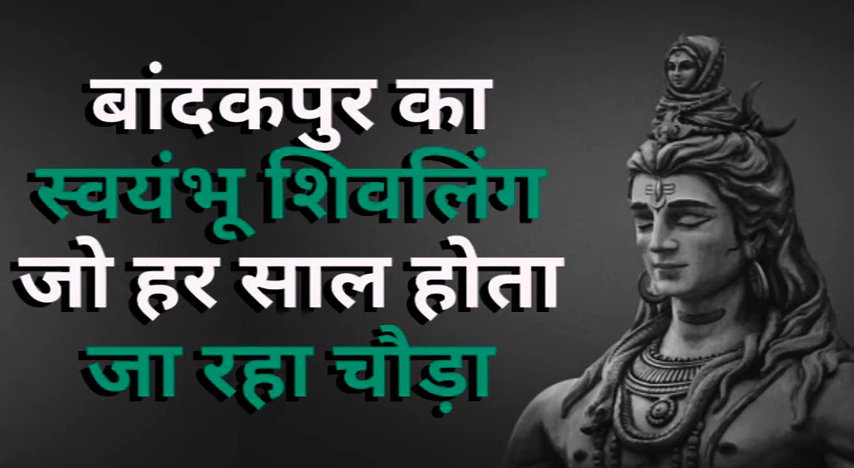 बांदकपुर का
स्वयंभू शिवलिंग
जो हर साल होता
जा रहा चौड़ा